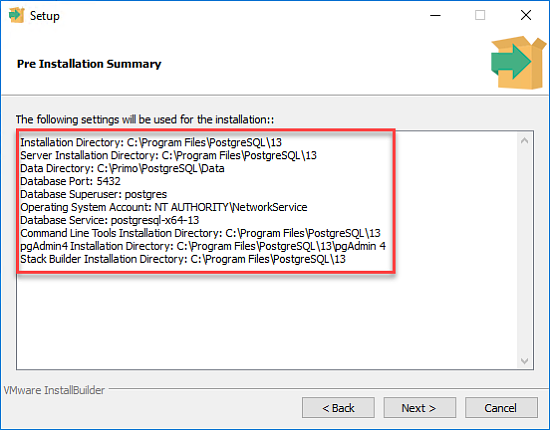 Setup
Pre Installation Summary
The following settings will be used for the installation::
Installation Directory: C:\Program Files\PostgreSQL\13
Server Installation Directory: C:\Program Files\PostgreSQL\13
Data Directory: C:\Primo\PostgreSQL\Data
Database Port: 5432
Database Superuser: postgres
Operating System Account: NT AUTHORITY\NetworkService
Database Service: postgresql-x64-13
Command Line Tools Installation Directory: C:\Program Files\PostgreSQL\13
pgAdmin4 Installation Directory: C:\Program Files\PostgreSQL\13\pgAdmin 4
Stack Builder Installation Directory: C:\Program Files\PostgreSQL\13
VMware InstallBuilder
< Back Next > Cancel